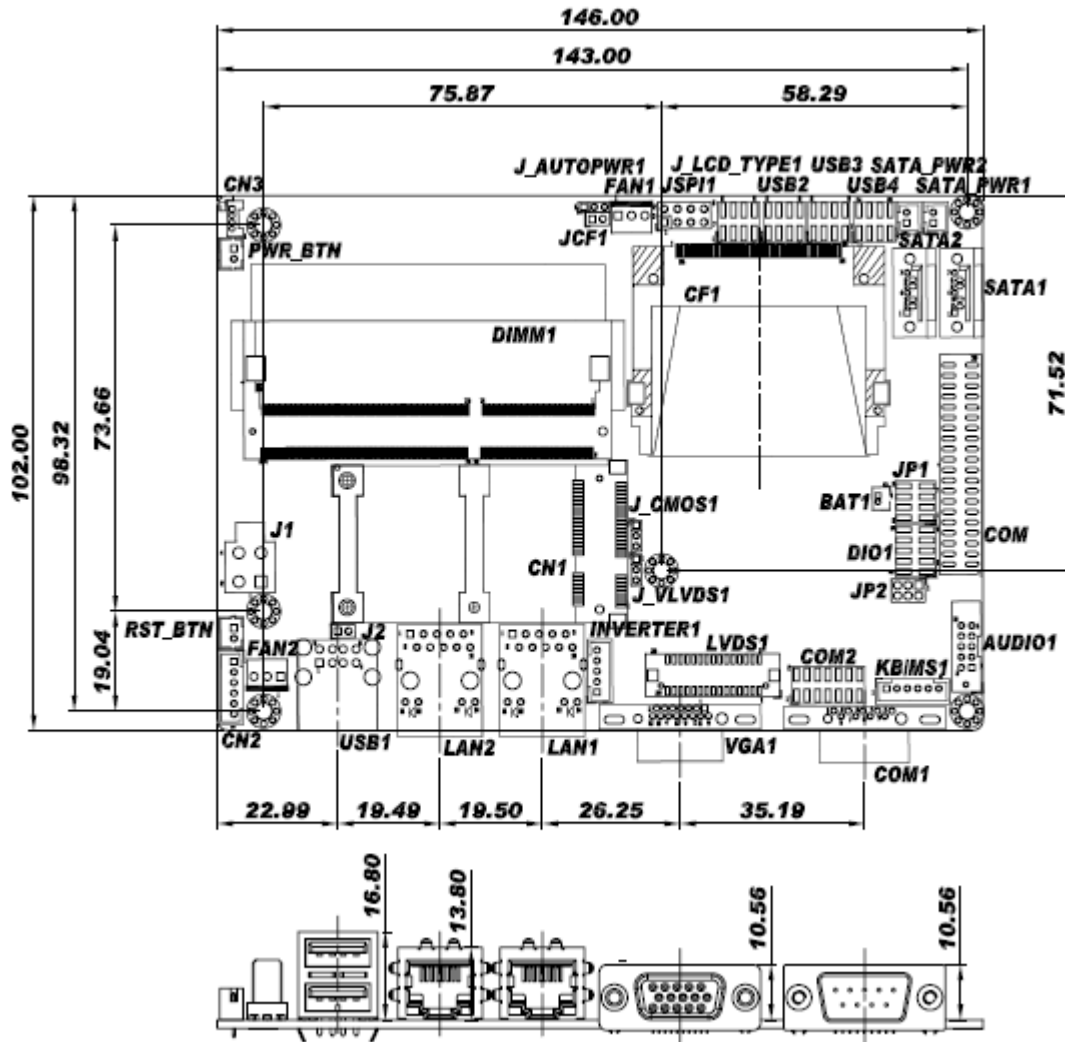 146.00
143.00
75.87
58.29
J_AUTOPWR1
J_LCD_TYPE1
USB3
SATA_PWR2
CN3
FAN1
JSPI1
USB2
USB4
SATA_PWR1
JCF1
PWR_BTN
SATA2
CF1
SATA1
DIMM1
71.52
73.66
98.32
102.00
JP1
BAT1
J_CMOS1
J1
COM
DIO1
CN1
J_VLVDS1
JP2
RST_BTN
J2
INVERTER1
FAN2
LVDS1
AUDIO1
COM2
KB/MS1
19.04
CN2
USB1
LAN2
LAN1
VGA1
COM1
22.99
19.49
19.50
26.25
35.19
16.80
13.80
10.56
10.56